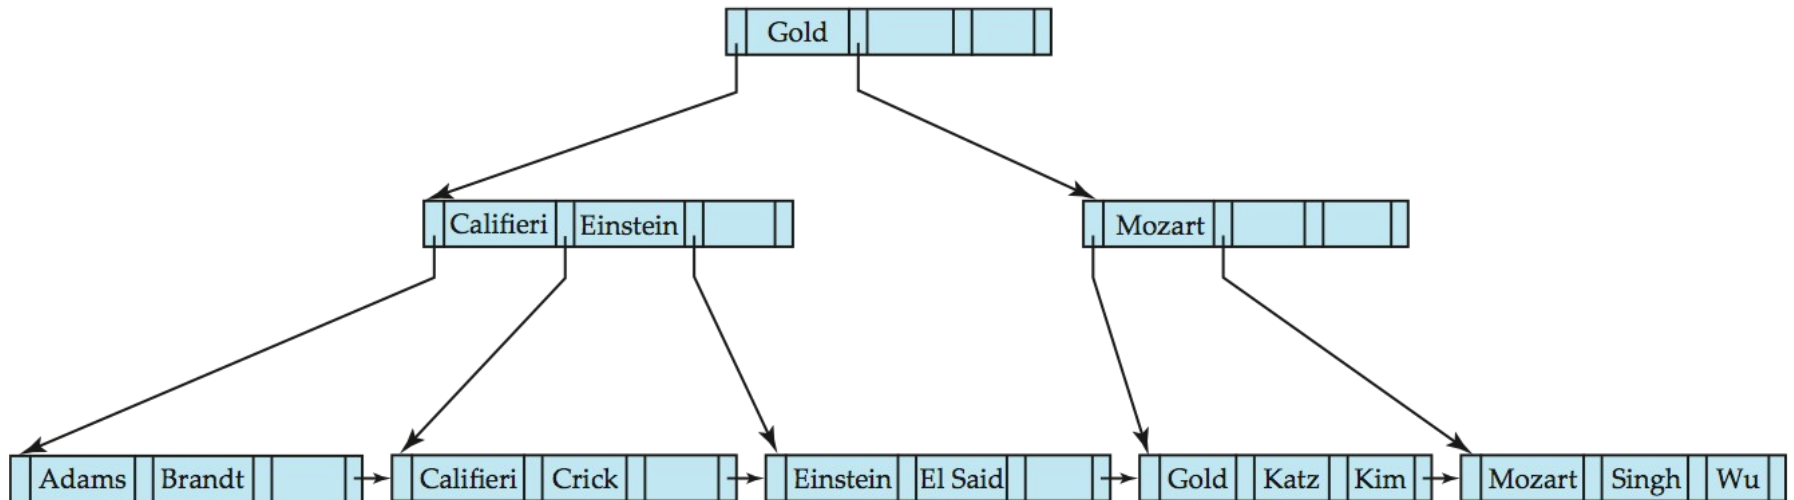 Gold
Califieri Einstein
Mozart
Adams Brandt
Califieri Crick
Einstein El Said
Gold Katz Kim
Mozart Singh Wu